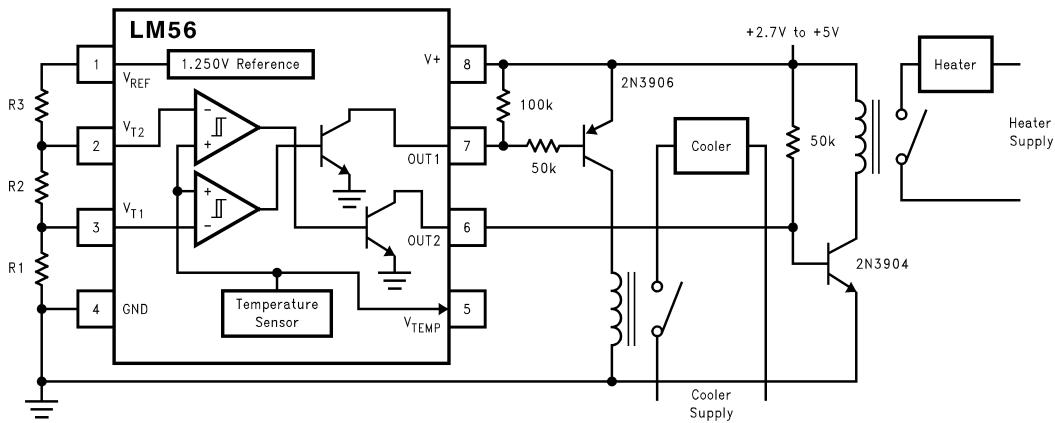 LM56
+2.7V to +5V
1
1.250V Reference
V+
8
2N3906
Heater
VREF
R3
100k
Heater
Supply
2
VT2
-
+
OUT1
7
50k
Cooler
50k
R2
3
VT1
+
-
OUT2
6
R1
2N3904
4
GND
Temperature
Sensor
VTEMP
5
Cooler
Supply